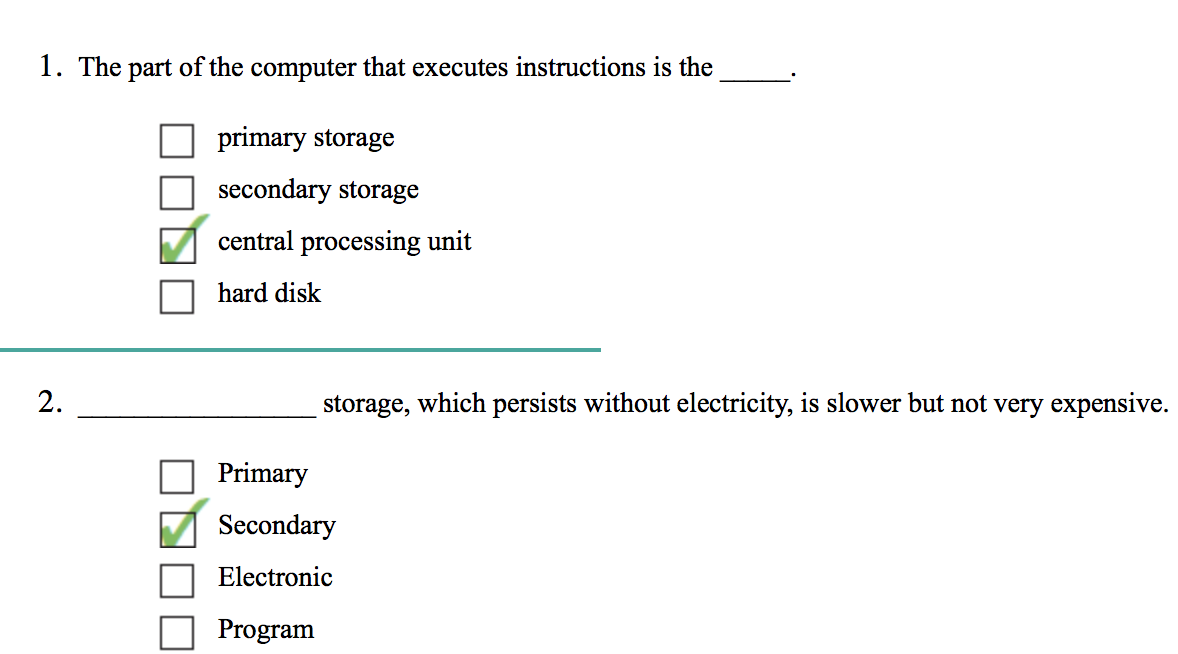 1. The part of the computer that executes instructions is the _____.
primary storage
secondary storage
central processing unit
hard disk
2. _________________ storage, which persists without electricity, is slower but not very expensive.
Primary
Secondary
Electronic
Program